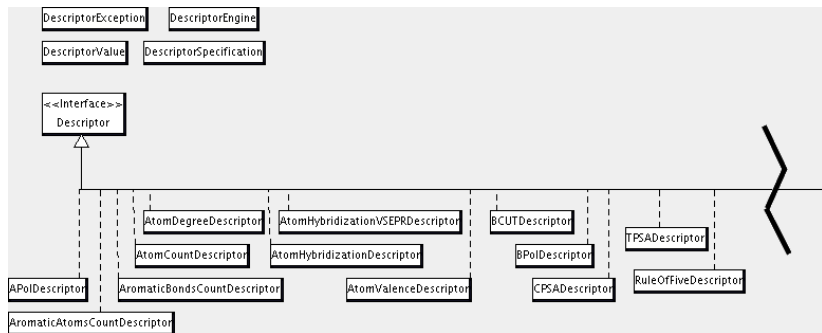 DescriptorException DescriptorEngine
DescriptorValue DescriptorSpecification
<<Interface>>
Descriptor
AtomDegreeDescriptor AtomHybridizationVSEPRDescriptor BCUTDescriptor
TPSADescriptor
AtomCountDescriptor AtomHybridizationDescriptor BPolDescriptor
RuleOfFiveDescriptor
APolDescriptor AromaticBondsCountDescriptor AtomValenceDescriptor CPSADescriptor
AromaticAtomsCountDescriptor